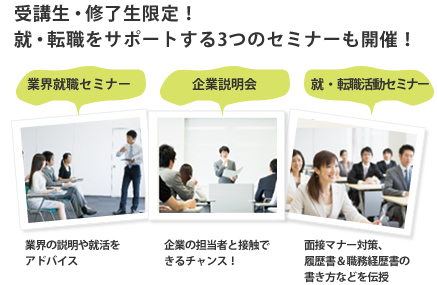 受講生・修了生限定！
就・転職をサポートする3つのセミナーも開催！
業界就職セミナー
企業説明会
就・転職活動セミナー
業界の説明や就活を
アドバイス
企業の担当者と接触で
きるチャンス！
面接マナー対策、
履歴書＆職務経歴書の
書き方などを伝授